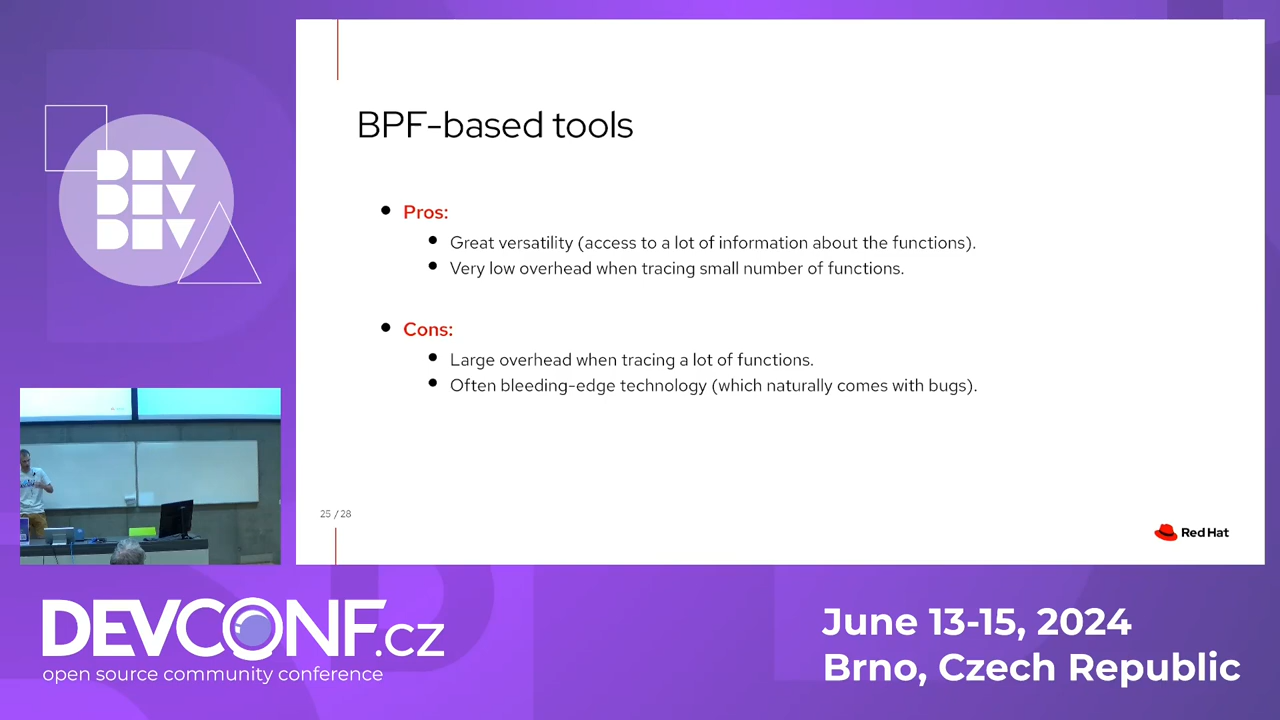 DEV
DEV
DEV
BPF-based tools
Pros:
Great versatility (access to a lot of information about the functions).
Very low overhead when tracing small number of functions.
Cons:
Large overhead when tracing a lot of functions.
Often bleeding-edge technology (which naturally comes with bugs).
25 / 28
Red Hat
DEVCONF.cz
open source community conference
June 13-15, 2024
Brno, Czech Republic